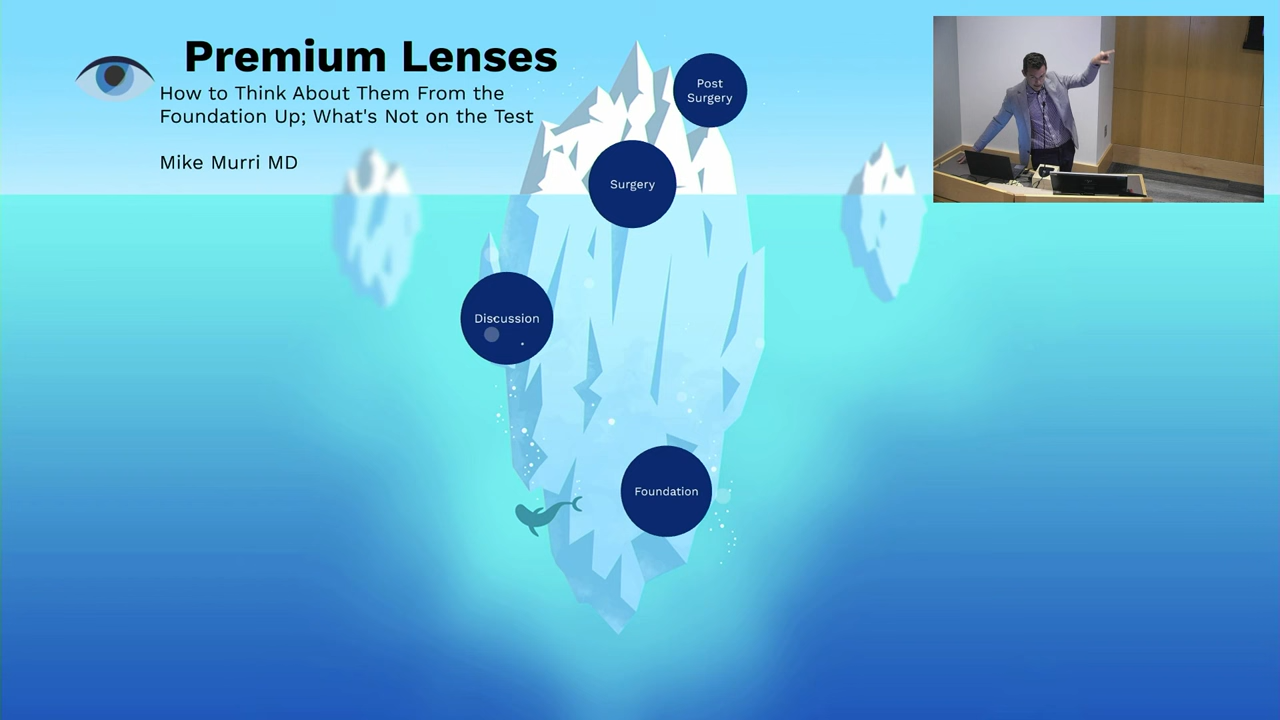 Premium Lenses
How to Think About Them From the
Foundation Up; What's Not on the Test
Mike Murri MD
Post
Surgery
Surgery
Discussion
Foundation